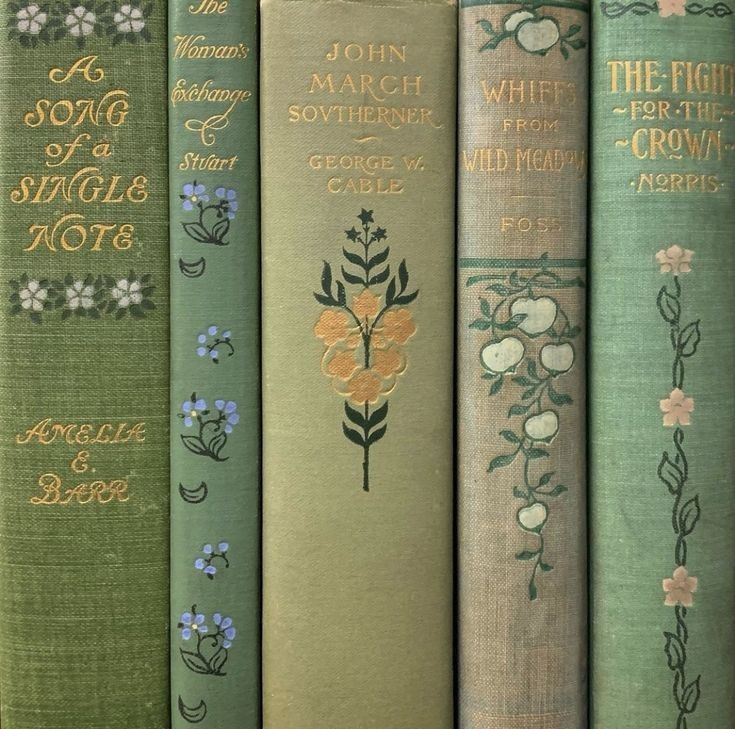 A
SONG
of a
SINGLE
NOTE
AMELIA
E.
BARR
The
Woman's
Exchange
Stuart
JOHN
MARCH
SOVTHERNER
GEORGE W.
CABLE
WHIFFS
FROM
WILD MEADOWS
FOSS
THE·FIGHT
~FOR·THE~
~CROWN~
·NORRIS·